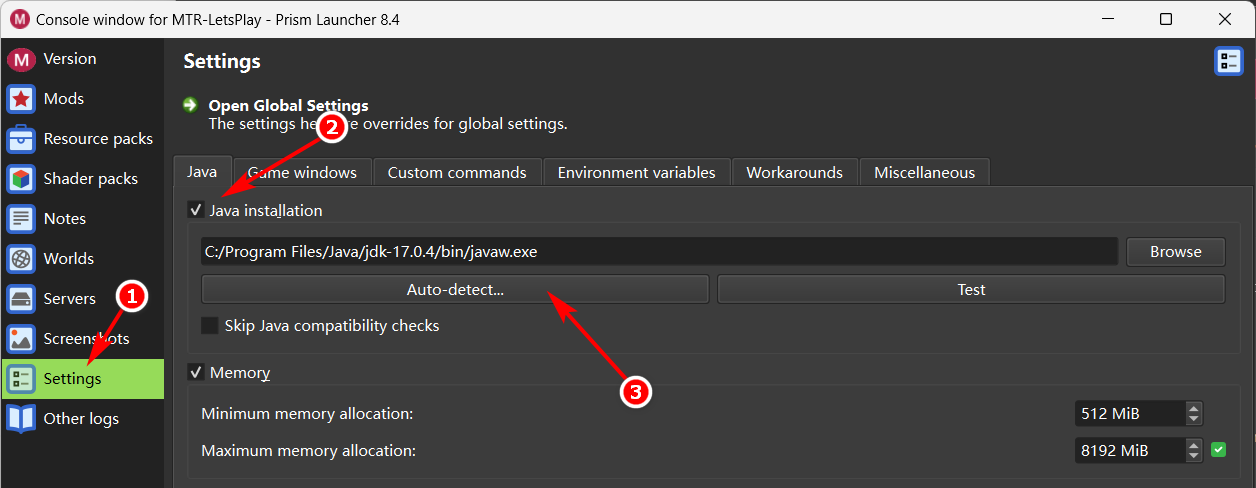 M Console window for MTR-LetsPlay - Prism Launcher 8.4
M Version
Mods
Resource packs
Shader packs
Notes
Worlds
Servers
Screenshots
Settings
Other logs
1
Settings
Open Global Settings
The settings he re overrides for global settings.
2
Java Game windows Custom commands Environment variables Workarounds Miscellaneous
Java installation
C:/Program Files/Java/jdk-17.0.4/bin/javaw.exe Browse
Auto-detect... Test
Skip Java compatibility checks
3
Memory
Minimum memory allocation: 512 MiB
Maximum memory allocation: 8192 MiB